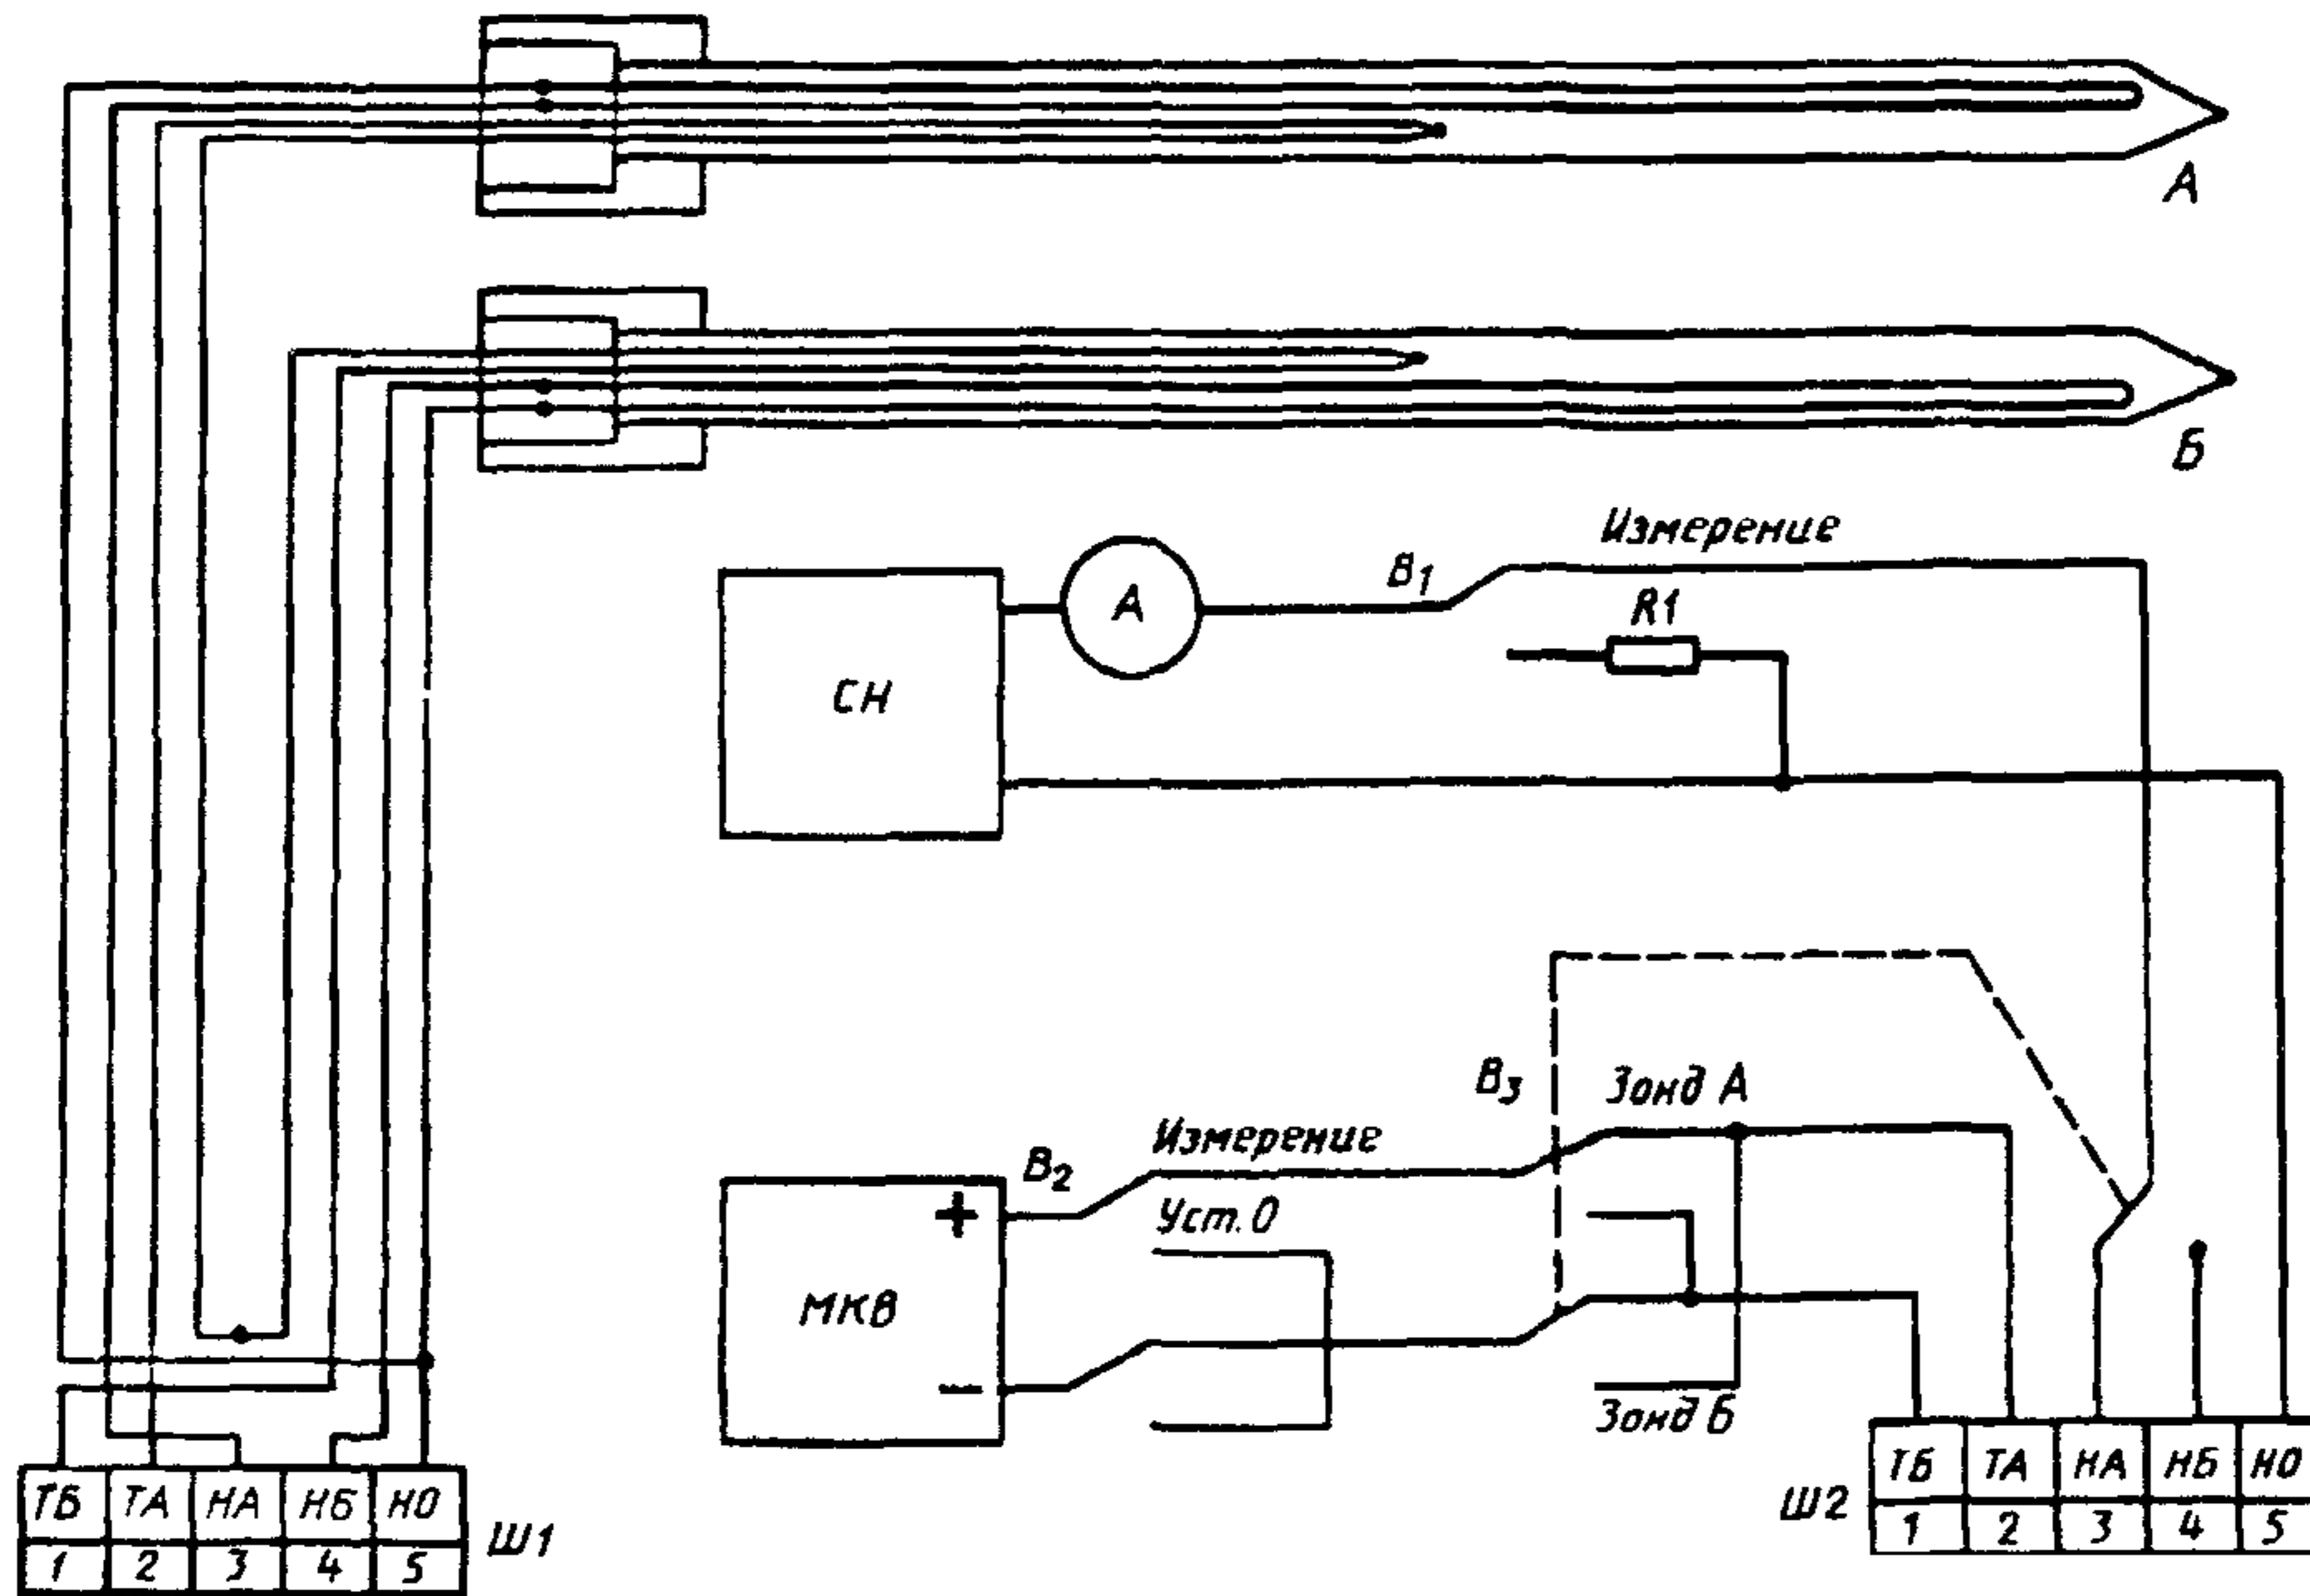 А
Б
Измерение
В1
А
R1
СН
В3
Зонд А
Измерение
В2
+
Уст. 0
МКВ
−
Зонд Б
ТБ ТА НА НБ НО
Ш2
1 2 3 4 5
ТБ ТА НА НБ НО
Ш1
1 2 3 4 5